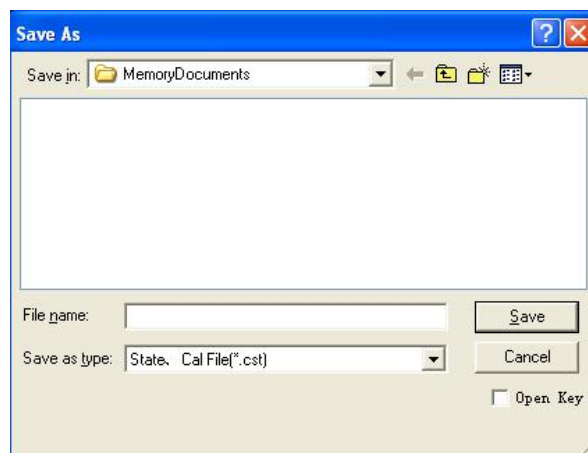 Save As
Save in: MemoryDocuments
File name:
Save
Save as type: State、 Cal File(*.cst)
Cancel
Open Key